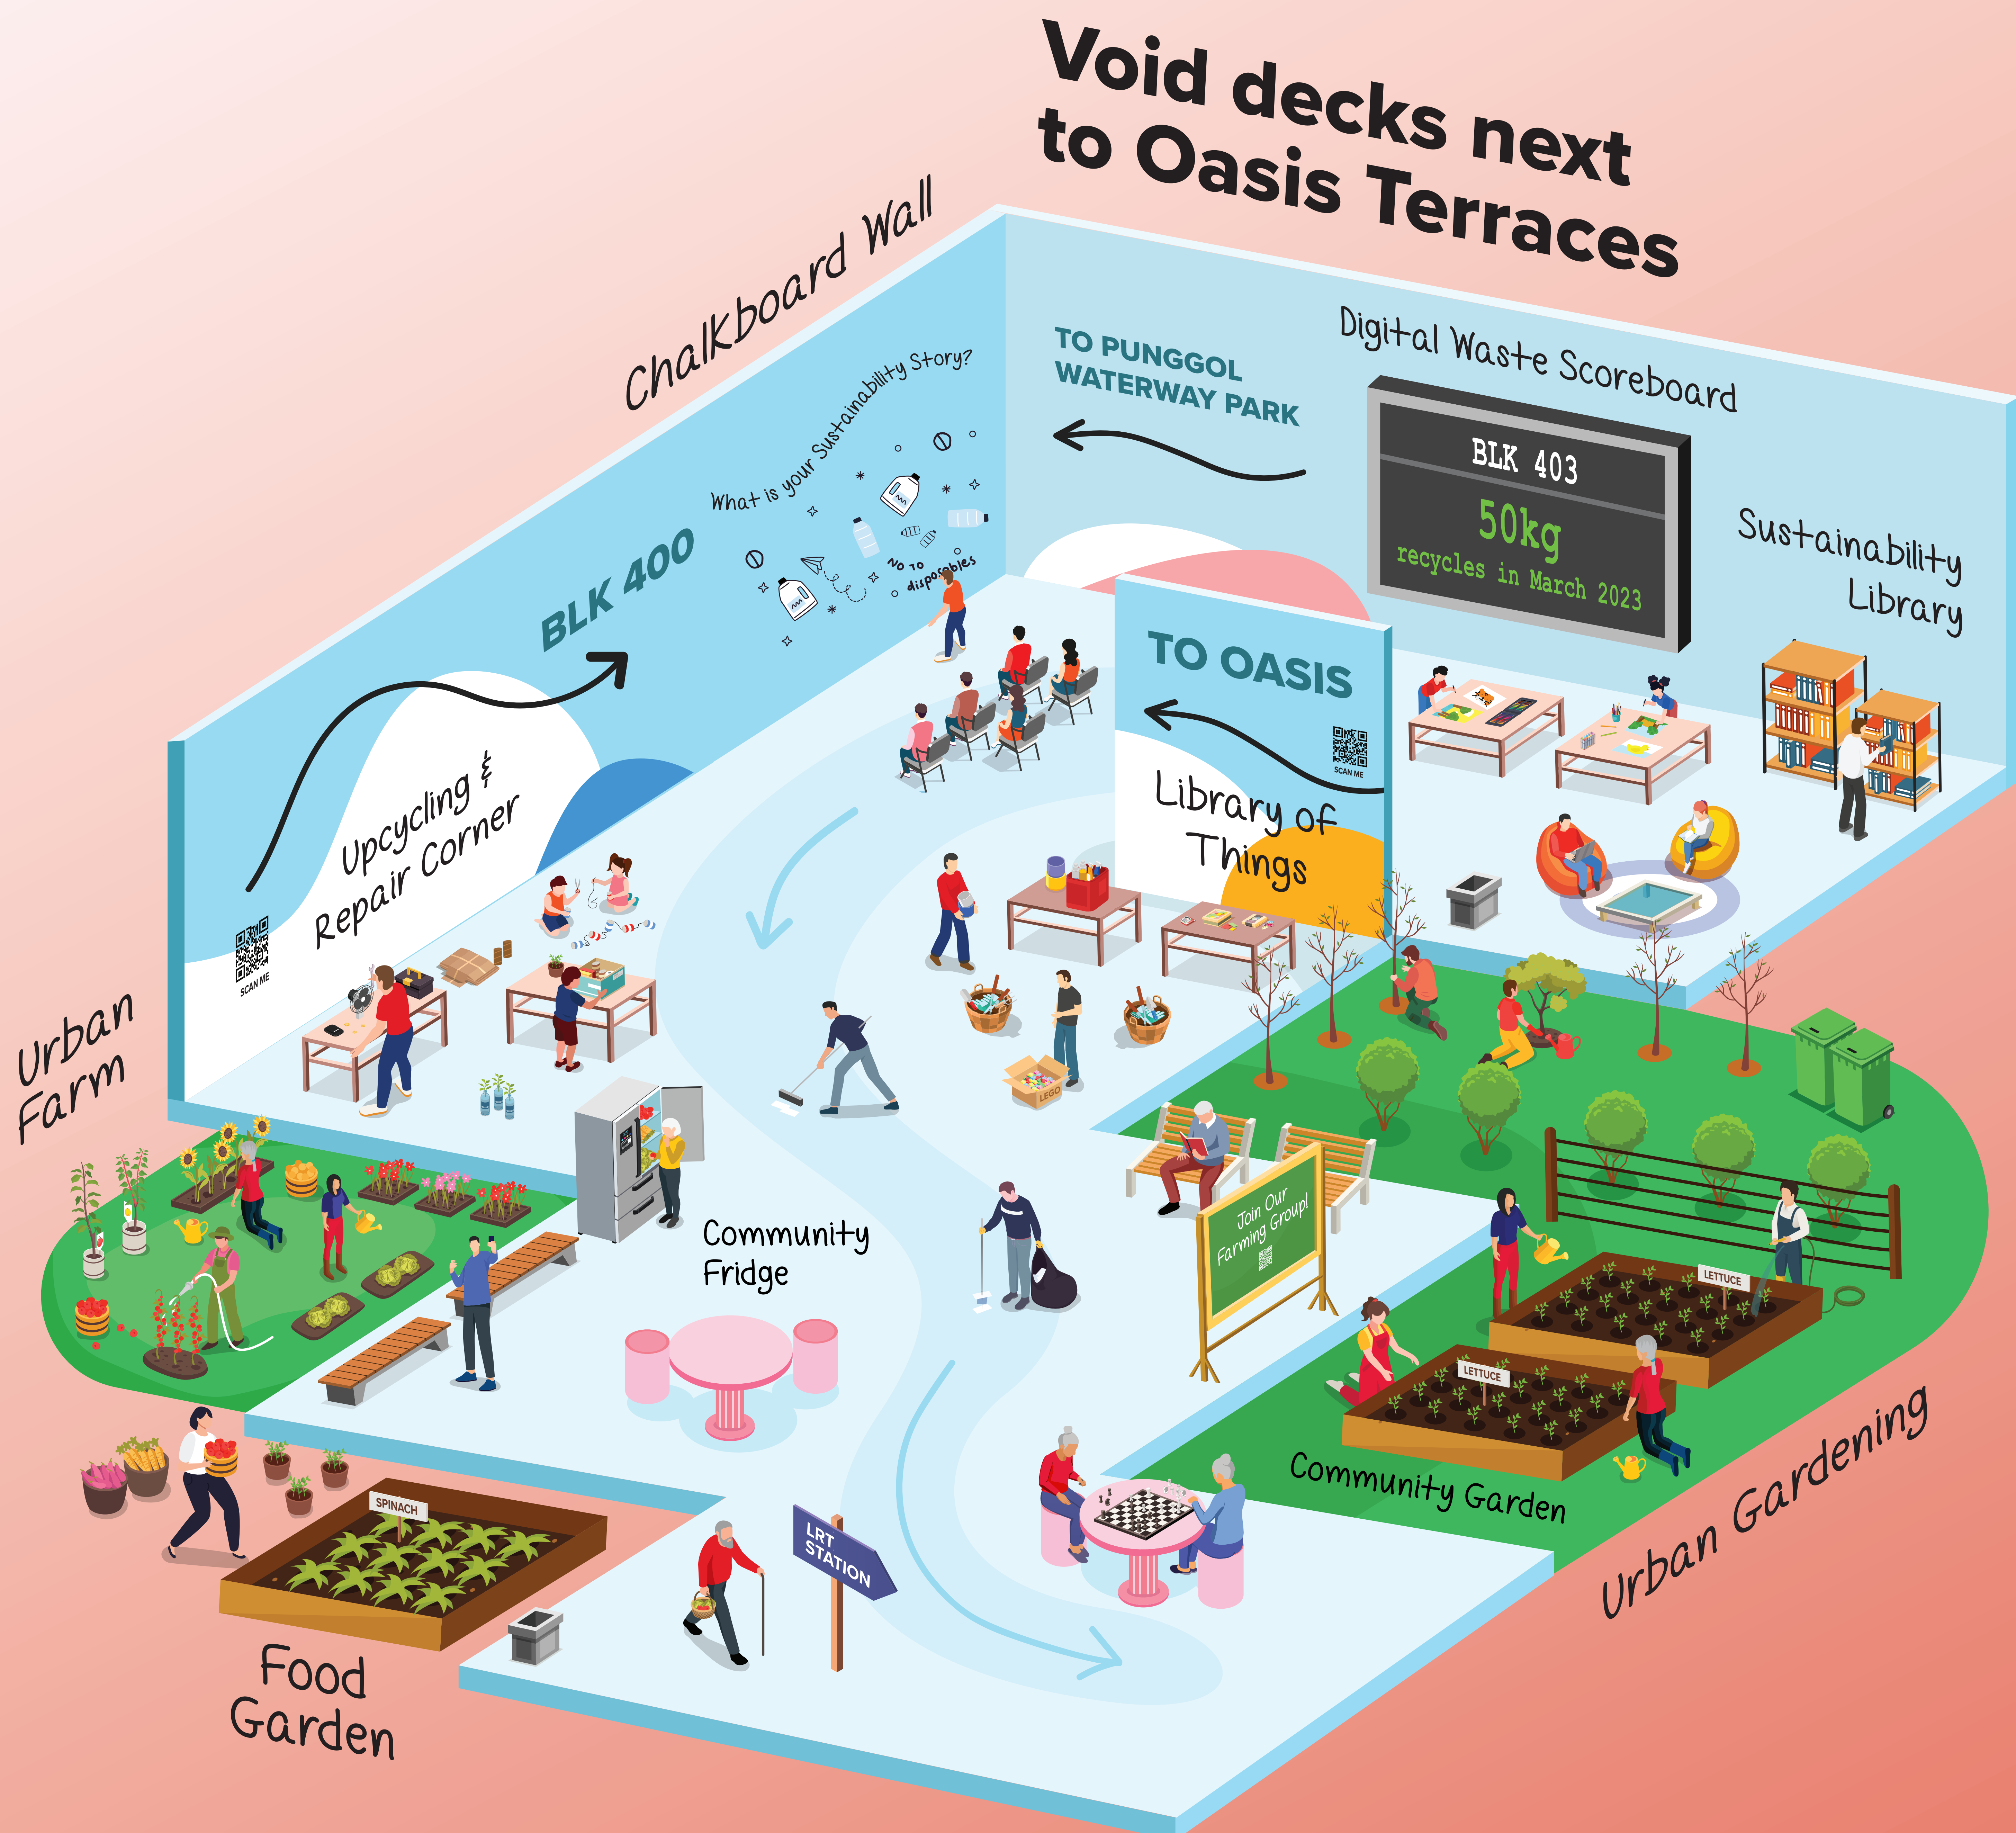 Void decks next
to Oasis Terraces
Chalkboard Wall
What is your Sustainability Story?
NO TO
disposables
BLK 400
TO PUNGGOL
WATERWAY PARK
Digital Waste Scoreboard
BLK 403
50kg
recycles in March 2023
Sustainability
Library
TO OASIS
SCAN ME
Library of
Things
Upcycling &
Repair Corner
SCAN ME
Urban
Farm
LEGO
Community
Fridge
Join Our
Farming Group!
LETTUCE
LETTUCE
Community Garden
Urban Gardening
SPINACH
LRT
STATION
Food
Garden